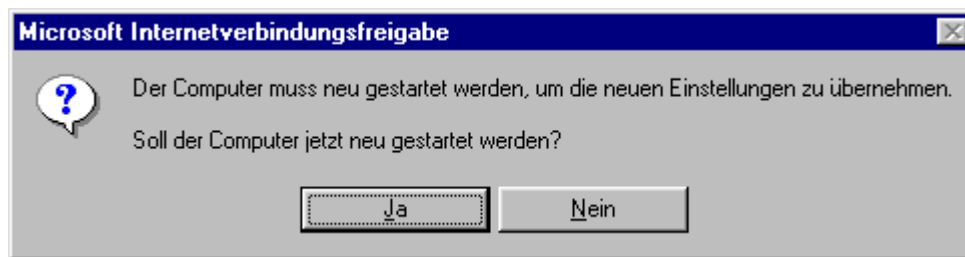 Microsoft Internetverbindungsfreigabe
Der Computer muss neu gestartet werden, um die neuen Einstellungen zu übernehmen.
Soll der Computer jetzt neu gestartet werden?
Ja
Nein